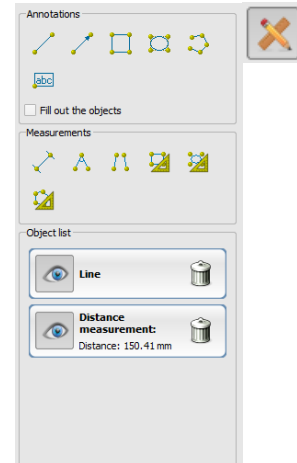 Annotations
abc
Fill out the objects
Measurements
Object list
Line
Distance
measurement:
Distance: 150.41 mm